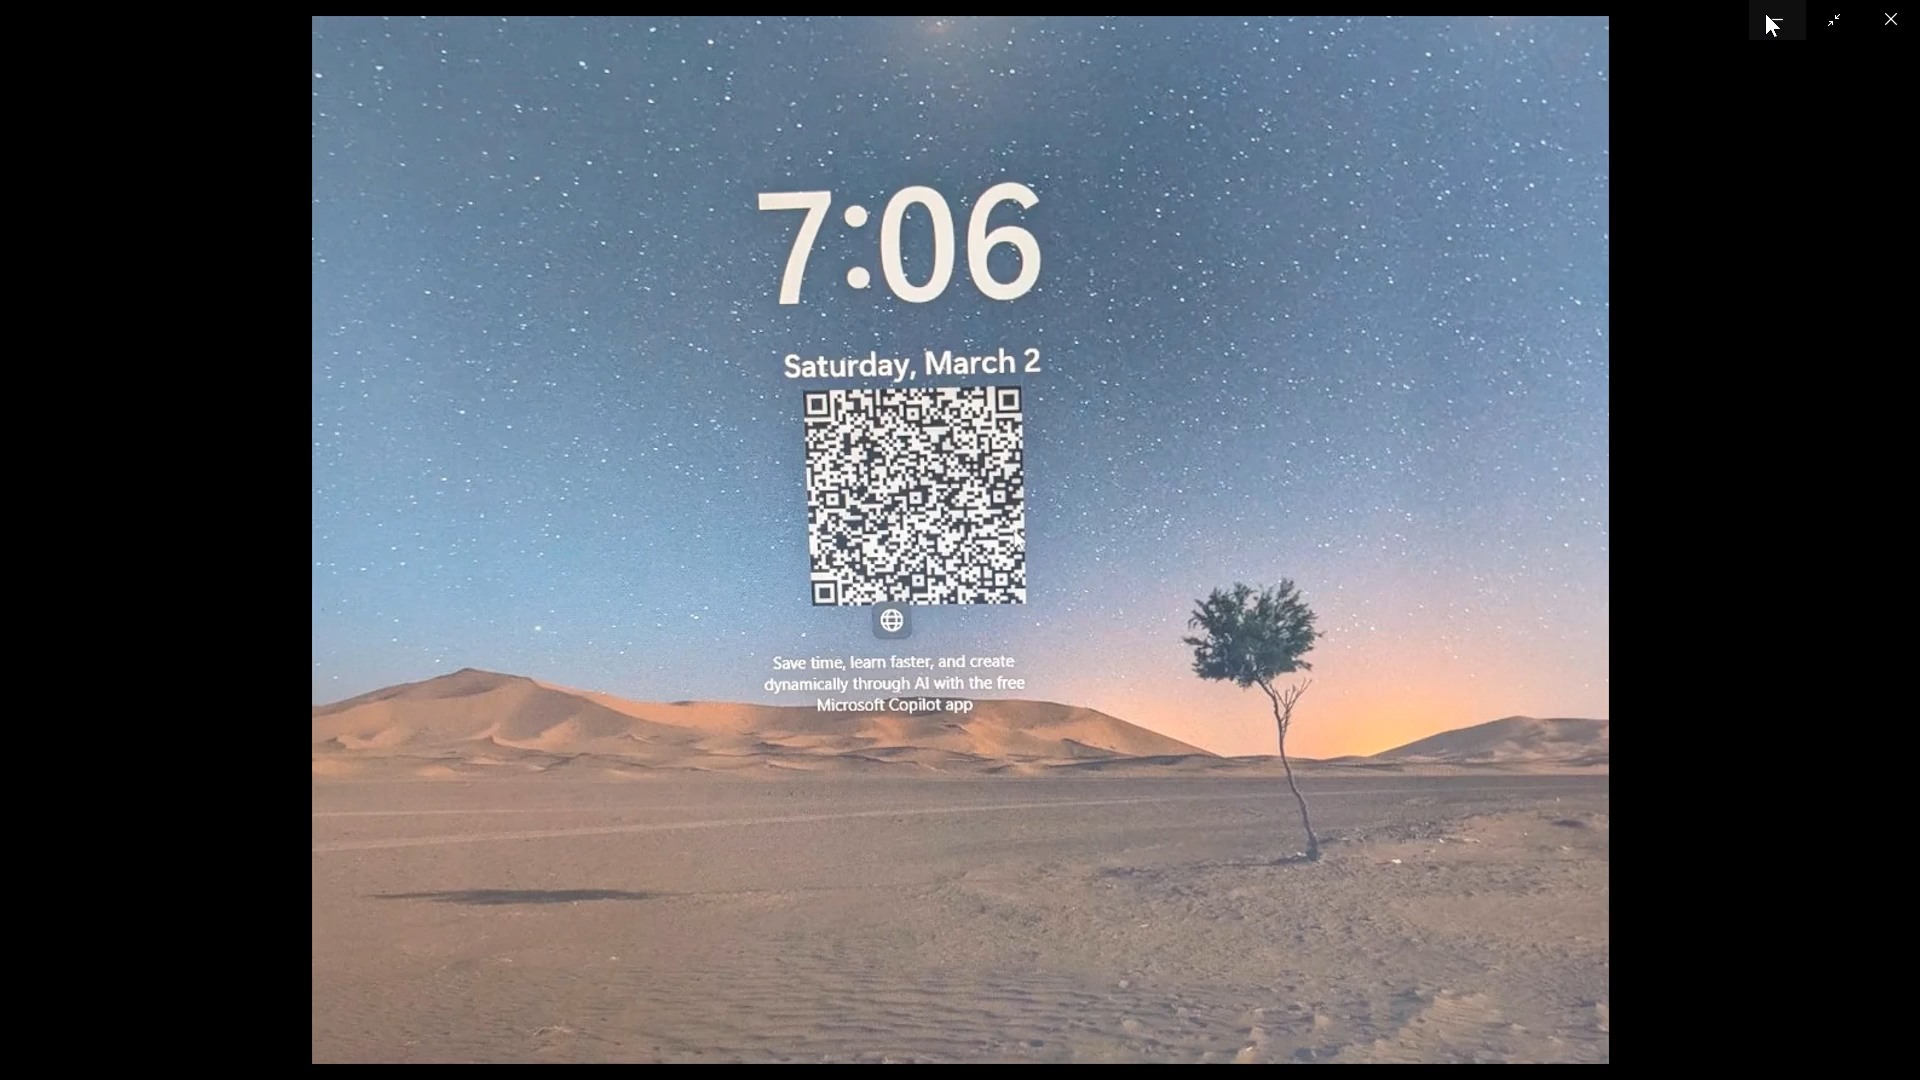 7:06
Saturday, March 2
Save time, learn faster, and create
dynamically through AI with the free
Microsoft Copilot app